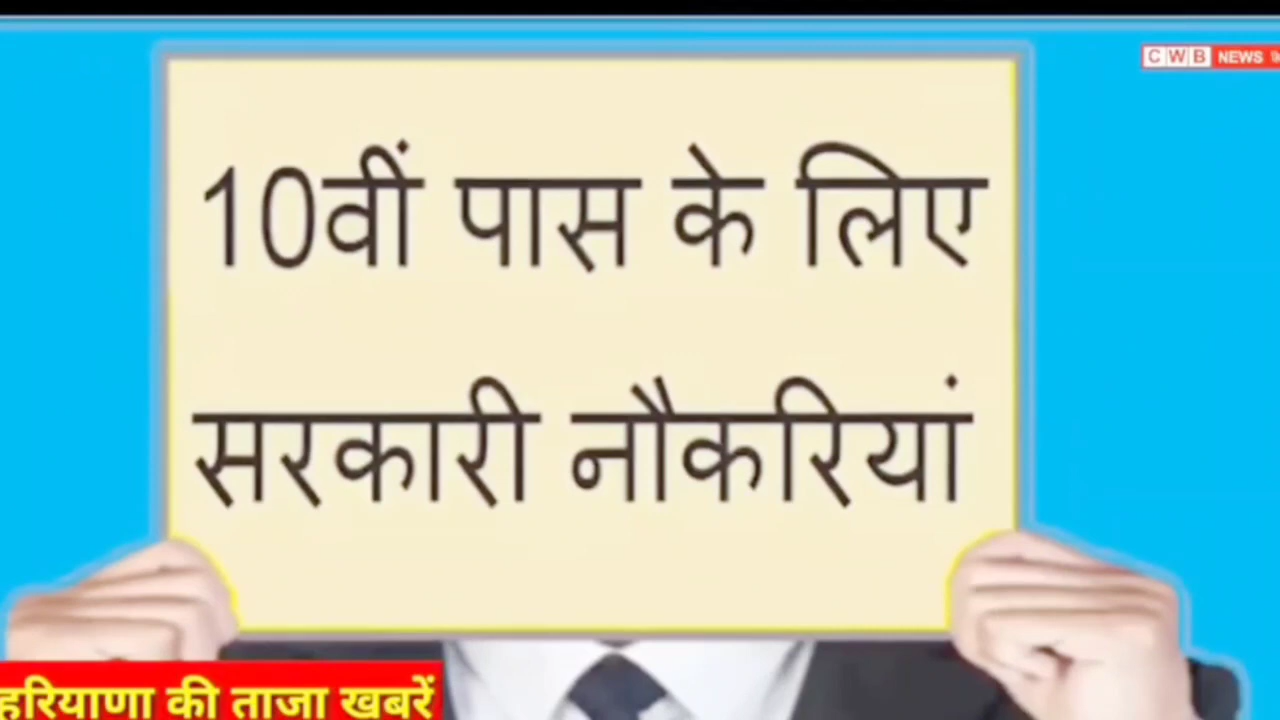 CWB NEWS
10वीं पास के लिए
सरकारी नौकरियां
हरियाणा की ताजा खबरें